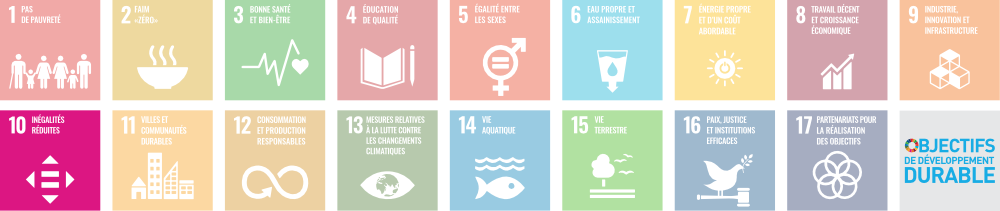 1 PAS
DE PAUVRETÉ
2 FAIM
«ZÉRO»
3 BONNE SANTÉ
ET BIEN-ÊTRE
4 ÉDUCATION
DE QUALITÉ
5 ÉGALITÉ ENTRE
LES SEXES
6 EAU PROPRE ET
ASSAINISSEMENT
7 ÉNERGIE PROPRE
ET D'UN COÛT
ABORDABLE
8 TRAVAIL DÉCENT
ET CROISSANCE
ÉCONOMIQUE
9 INDUSTRIE,
INNOVATION ET
INFRASTRUCTURE
10 INÉGALITÉS
RÉDUITES
11 VILLES ET
COMMUNAUTÉS
DURABLES
12 CONSOMMATION
ET PRODUCTION
RESPONSABLES
13 MESURES RELATIVES
À LA LUTTE CONTRE
LES CHANGEMENTS
CLIMATIQUES
14 VIE
AQUATIQUE
15 VIE
TERRESTRE
16 PAIX, JUSTICE
ET INSTITUTIONS
EFFICACES
17 PARTENARIATS POUR
LA RÉALISATION
DES OBJECTIFS
OBJECTIFS
DE DÉVELOPPEMENT
DURABLE